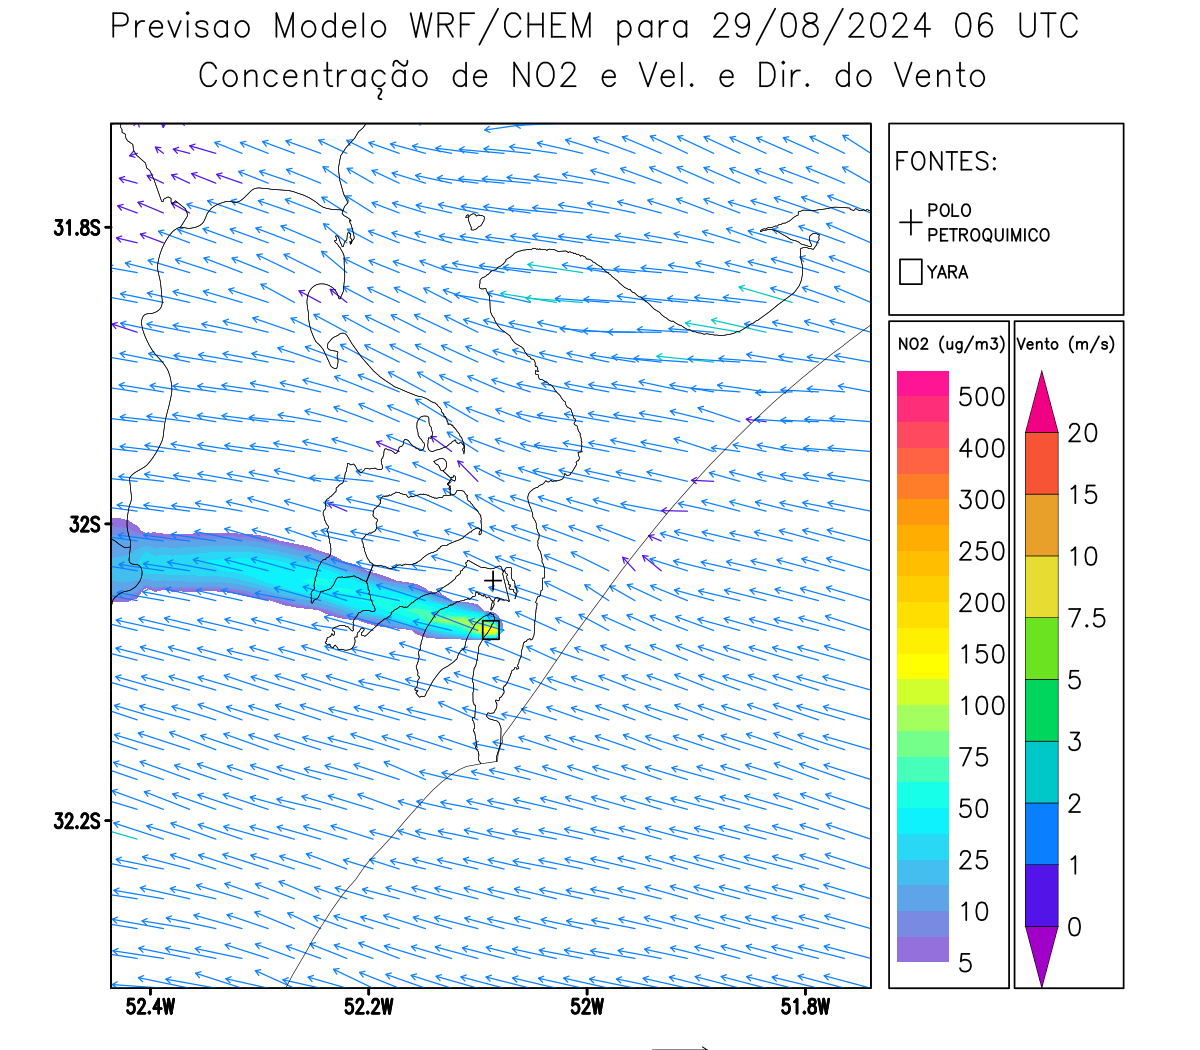 Previsao Modelo WRF/CHEM para 29/08/2024 06 UTC
Concentração de NO2 e Vel. e Dir. do Vento
FONTES:
POLO
PETROQUIMICO
YARA
NO2 (ug/m3)
500
400
300
250
200
150
100
75
50
25
10
5
Vento (m/s)
20
15
10
7.5
5
3
2
1
0
31.8S
32S
32.2S
52.4W
52.2W
52W
51.8W